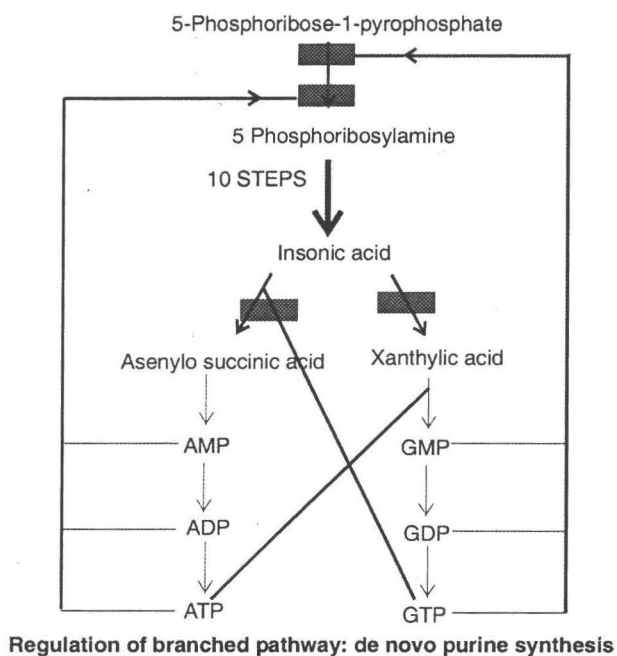 5-Phosphoribose-1-pyrophosphate
5 Phosphoribosylamine
10 STEPS
Insonic acid
Asenylo succinic acid
Xanthylic acid
AMP
GMP
ADP
GDP
ATP
GTP
Regulation of branched pathway: de novo purine synthesis